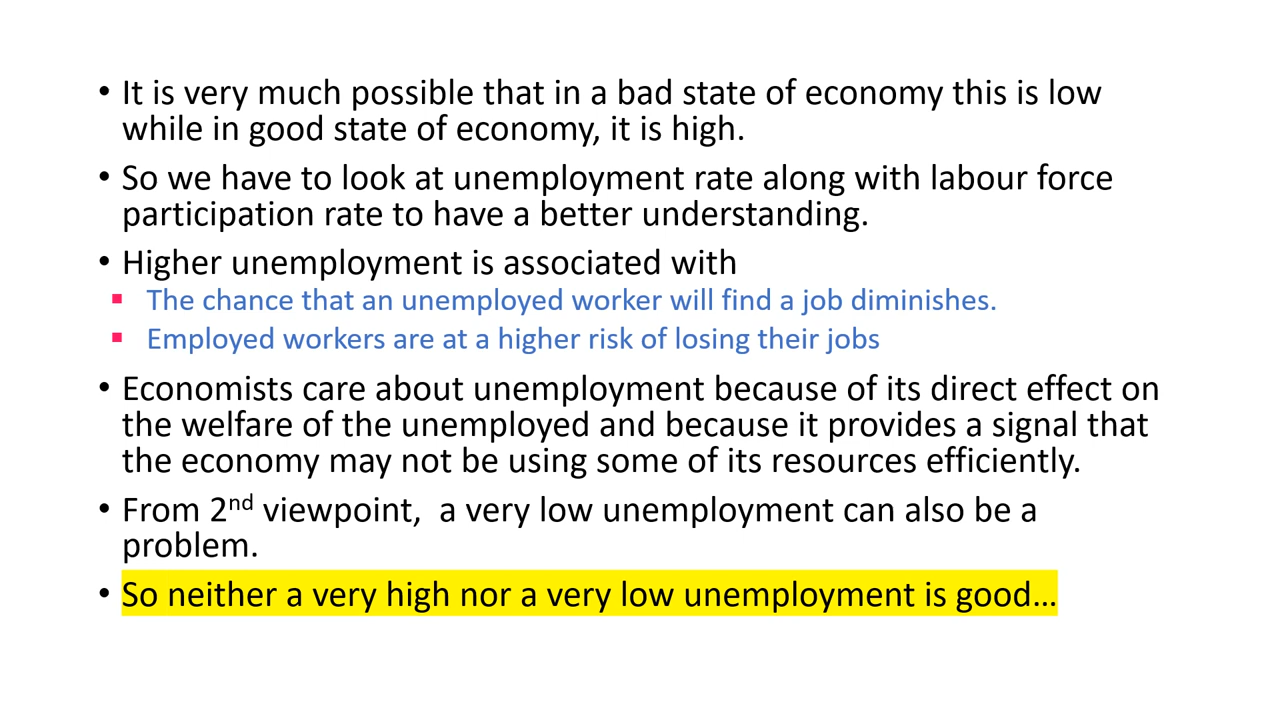 • It is very much possible that in a bad state of economy this is low
while in good state of economy, it is high.
• So we have to look at unemployment rate along with labour force
participation rate to have a better understanding.
• Higher unemployment is associated with
▪ The chance that an unemployed worker will find a job diminishes.
▪ Employed workers are at a higher risk of losing their jobs
• Economists care about unemployment because of its direct effect on
the welfare of the unemployed and because it provides a signal that
the economy may not be using some of its resources efficiently.
• From 2nd viewpoint,  a very low unemployment can also be a
problem.
• So neither a very high nor a very low unemployment is good…